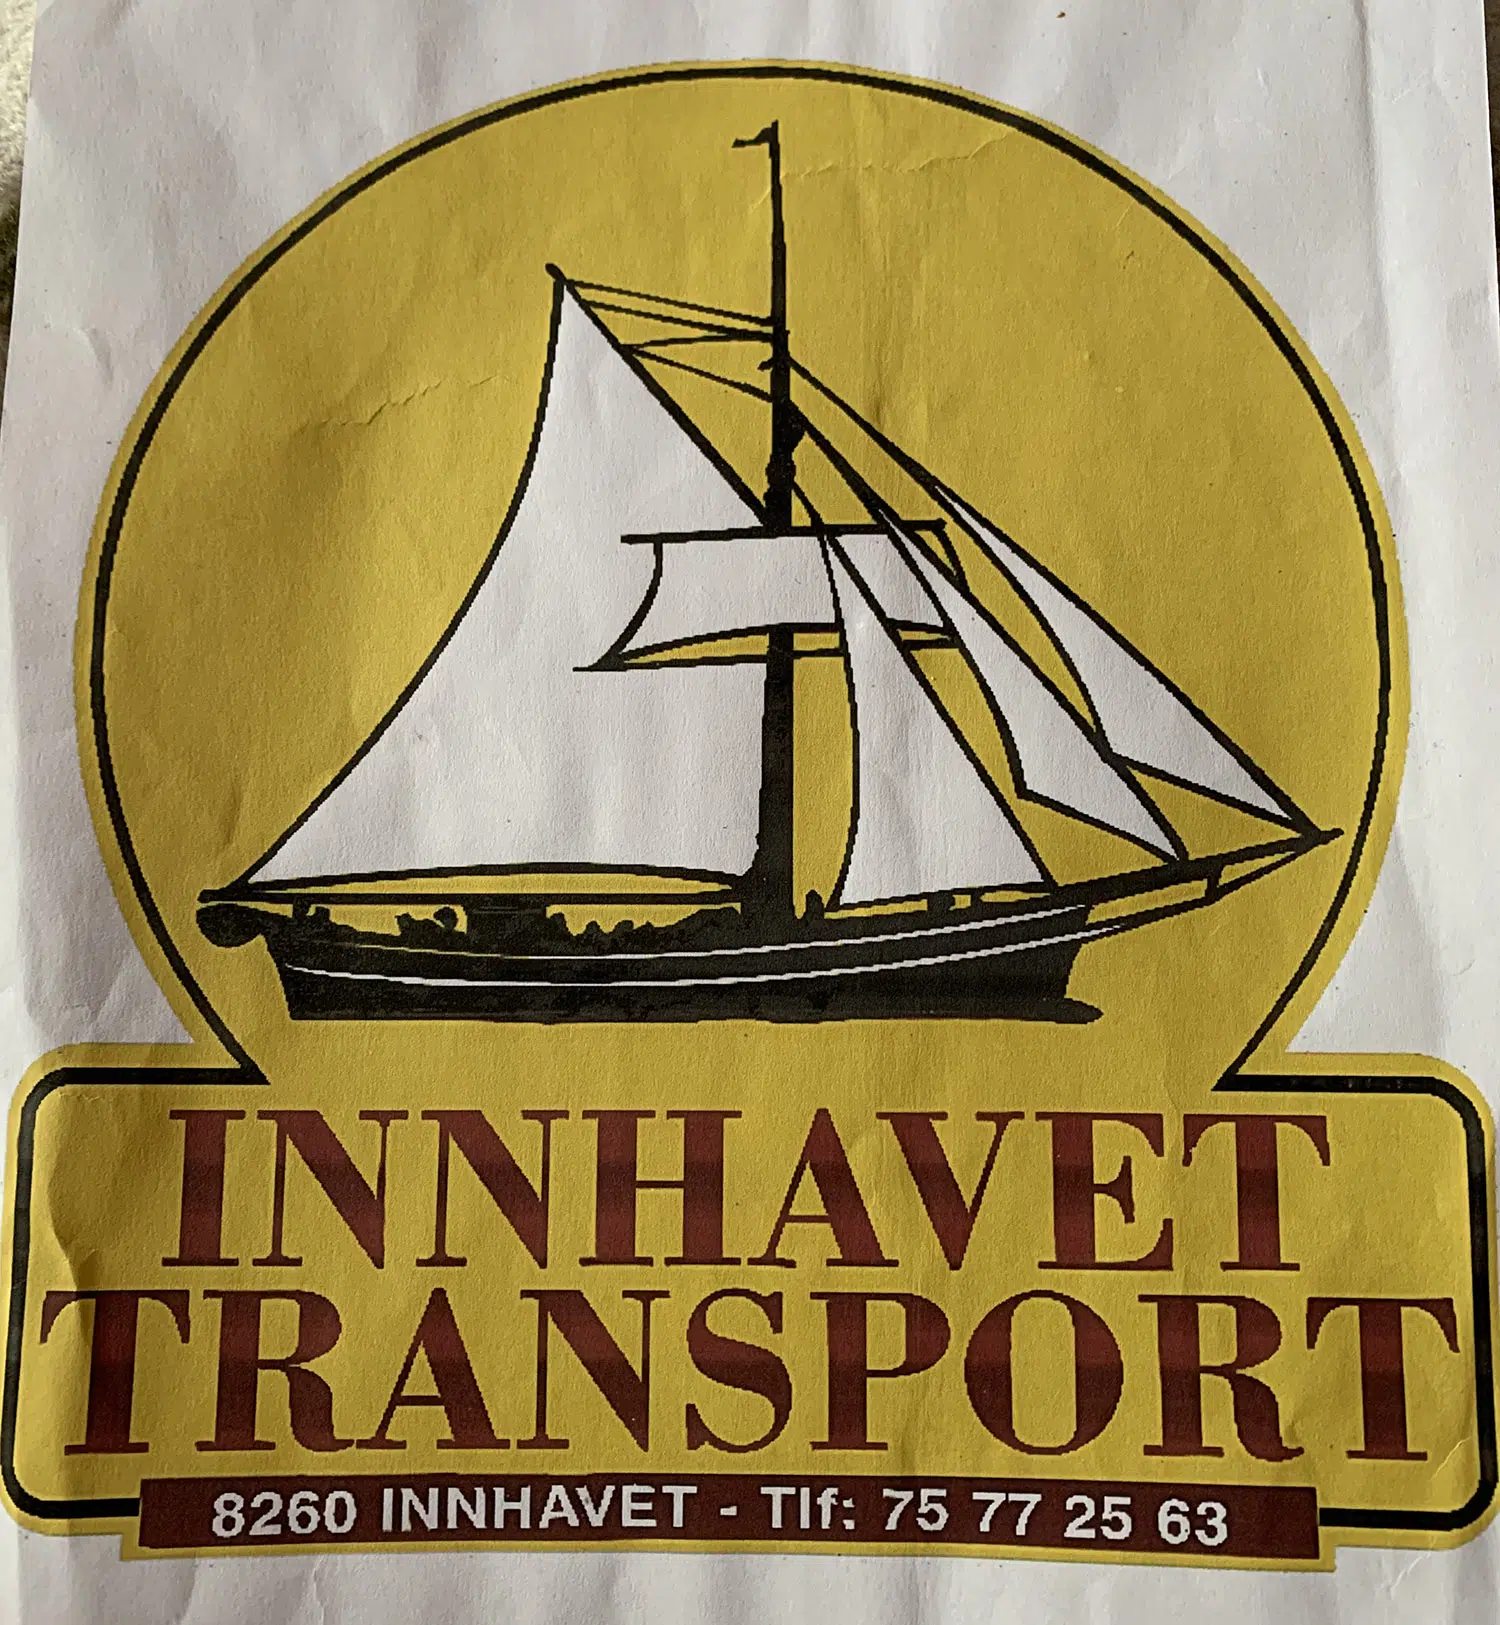 INNHAVET
TRANSPORT
8260 INNHAVET - Tlf: 75 77 25 63